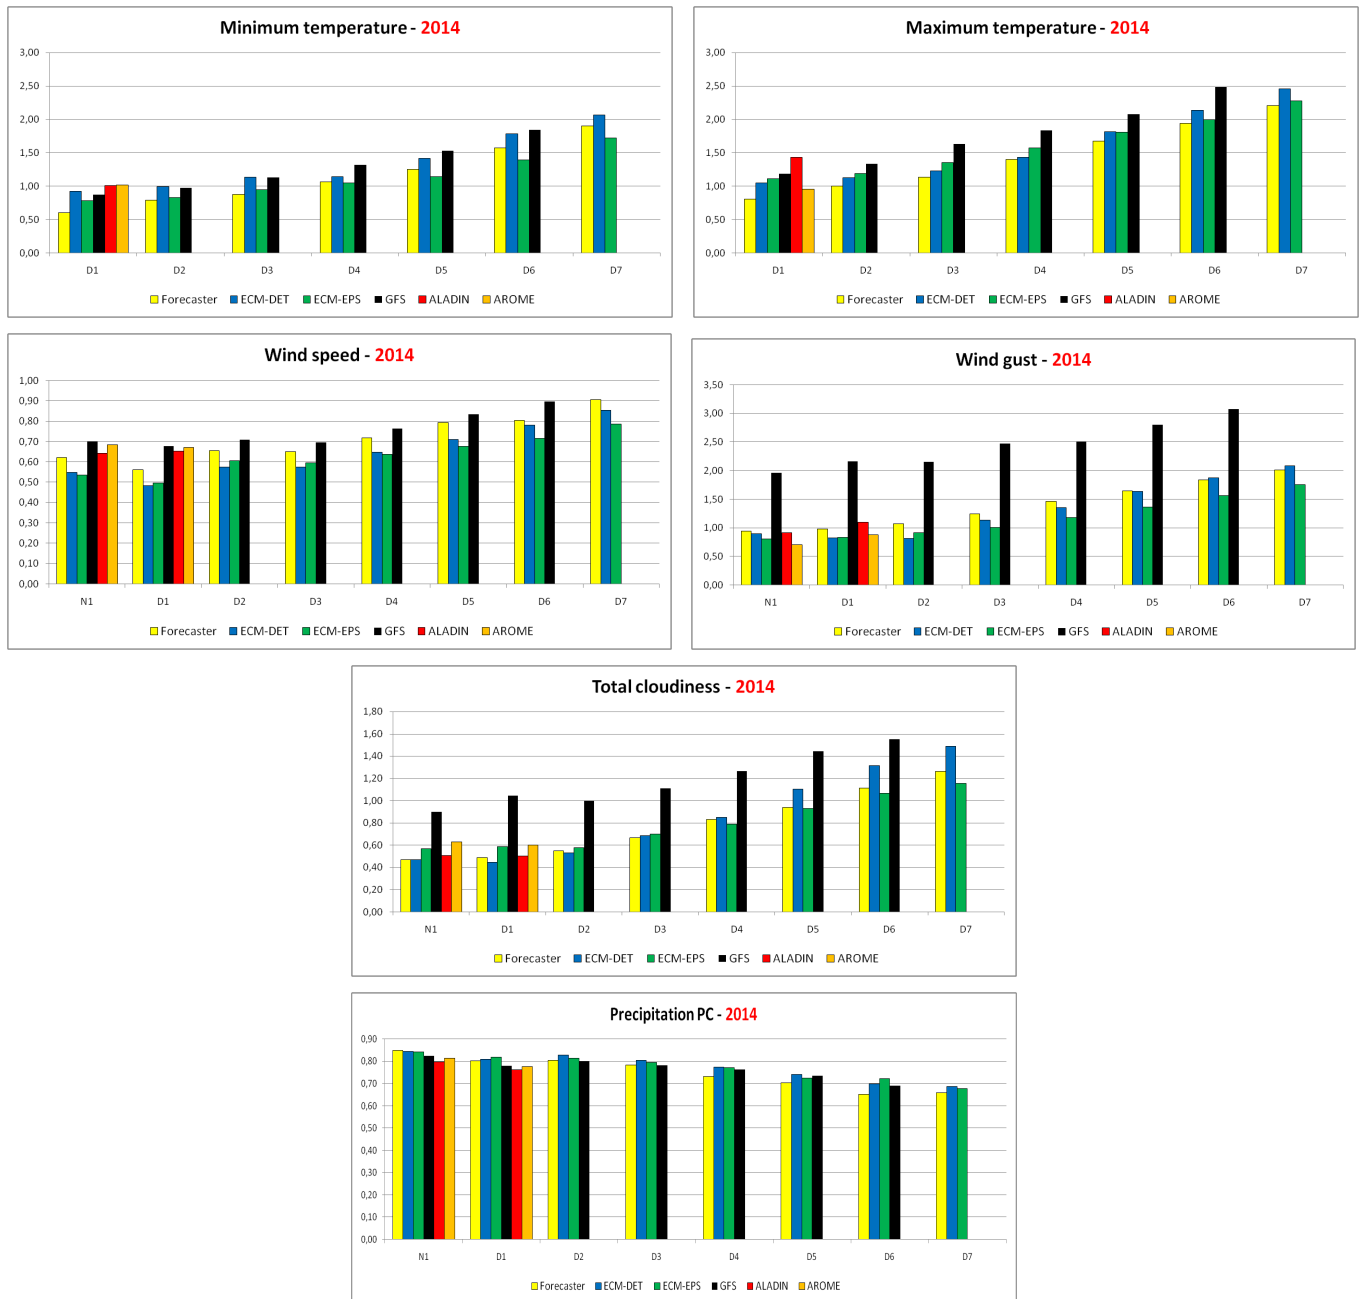 Minimum temperature - 2014
3,00
2,50
2,00
1,50
1,00
0,50
0,00
D1 D2 D3 D4 D5 D6 D7
Forecaster ECM-DET ECM-EPS GFS ALADIN AROME
Maximum temperature - 2014
3,00
2,50
2,00
1,50
1,00
0,50
0,00
D1 D2 D3 D4 D5 D6 D7
Forecaster ECM-DET ECM-EPS GFS ALADIN AROME
Wind speed - 2014
1,00
0,90
0,80
0,70
0,60
0,50
0,40
0,30
0,20
0,10
0,00
N1 D1 D2 D3 D4 D5 D6 D7
Forecaster ECM-DET ECM-EPS GFS ALADIN AROME
Wind gust - 2014
3,50
3,00
2,50
2,00
1,50
1,00
0,50
0,00
N1 D1 D2 D3 D4 D5 D6 D7
Forecaster ECM-DET ECM-EPS GFS ALADIN AROME
Total cloudiness - 2014
1,80
1,60
1,40
1,20
1,00
0,80
0,60
0,40
0,20
0,00
N1 D1 D2 D3 D4 D5 D6 D7
Forecaster ECM-DET ECM-EPS GFS ALADIN AROME
Precipitation PC - 2014
0,90
0,80
0,70
0,60
0,50
0,40
0,30
0,20
0,10
0,00
N1 D1 D2 D3 D4 D5 D6 D7
Forecaster ECM-DET ECM-EPS GFS ALADIN AROME